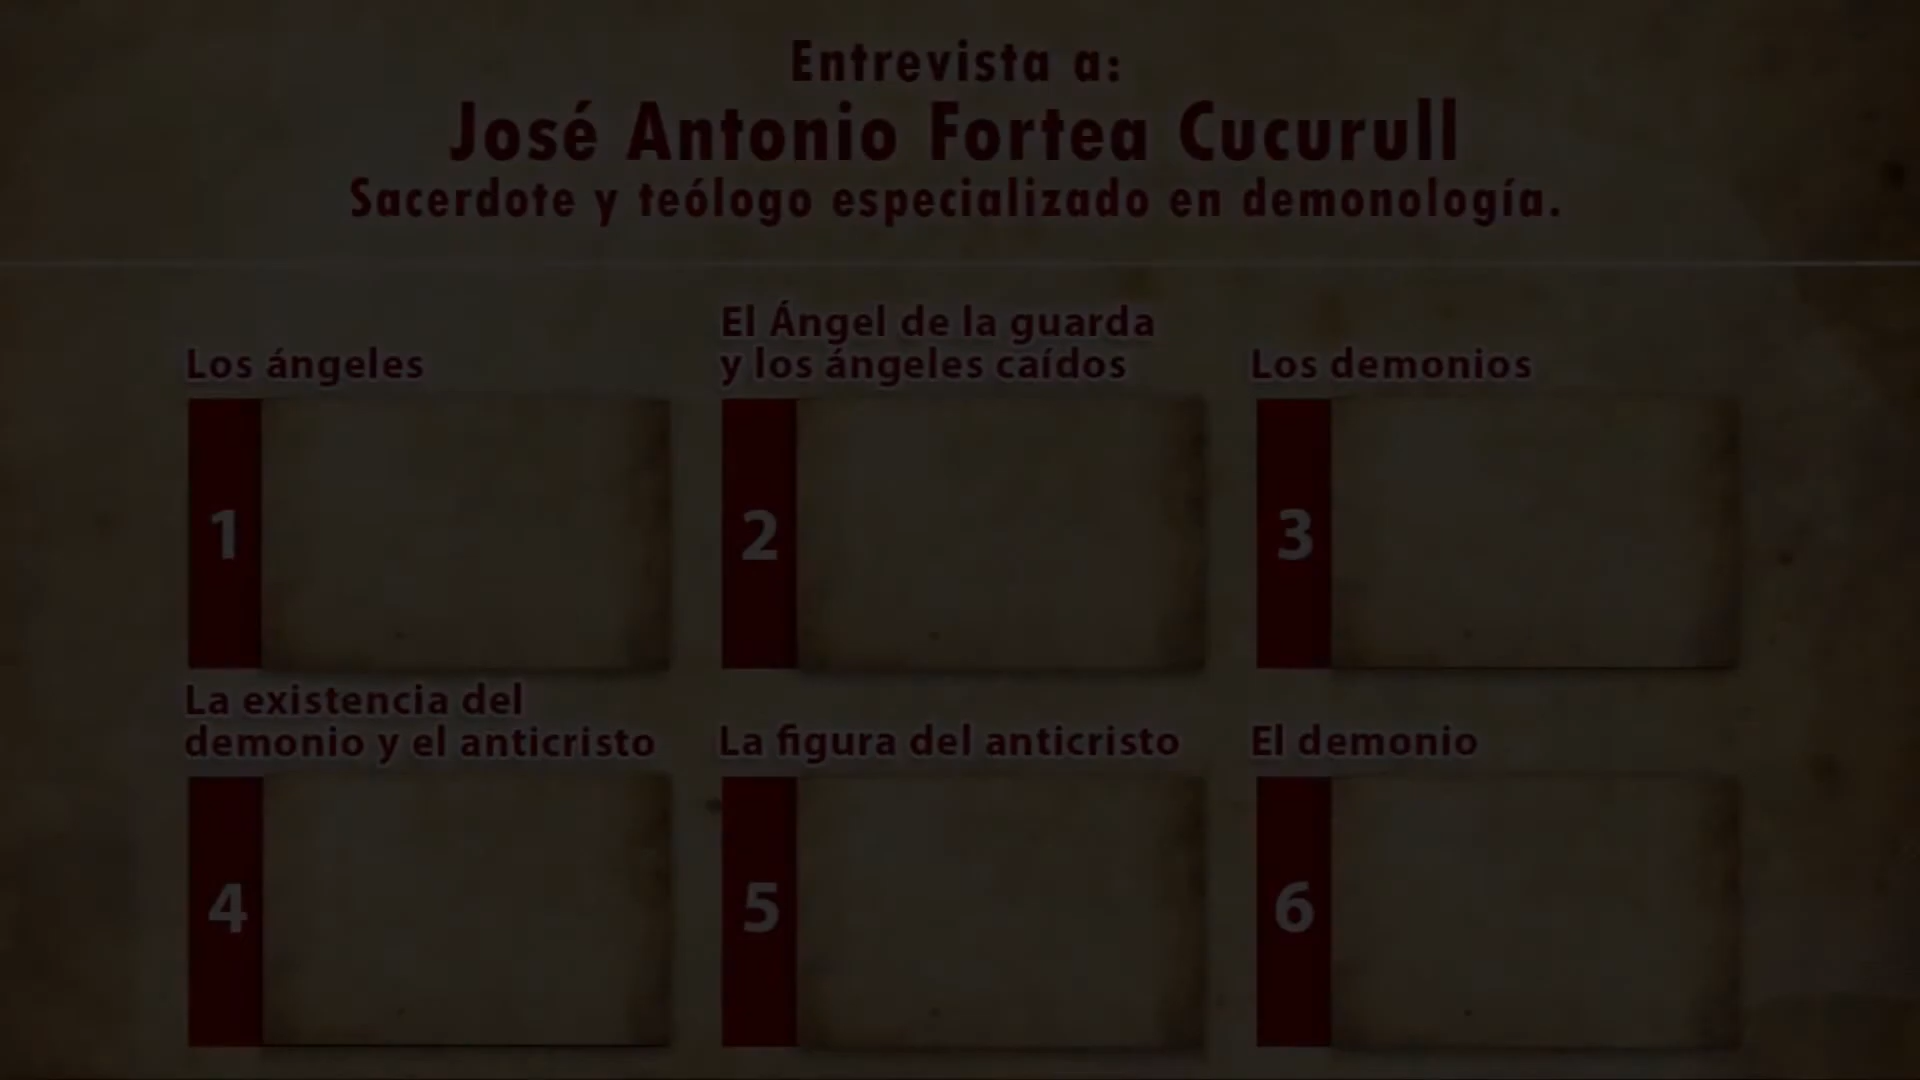 Entrevista a:
José Antonio Fortea Cucurull
Sacerdote y teólogo especializado en demonología.
Los ángeles
El Ángel de la guarda
y los ángeles caídos
Los demonios
1
2
3
La existencia del
demonio y el anticristo
La figura del anticristo
El demonio
4
5
6